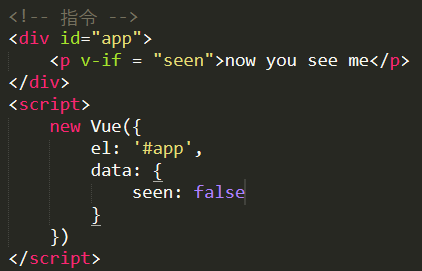 <!-- 指令 -->
<div id="app">
    <p v-if = "seen">now you see me</p>
</div>
<script>
    new Vue({
        el: '#app',
        data: {
            seen: false
        }
    })
</script>